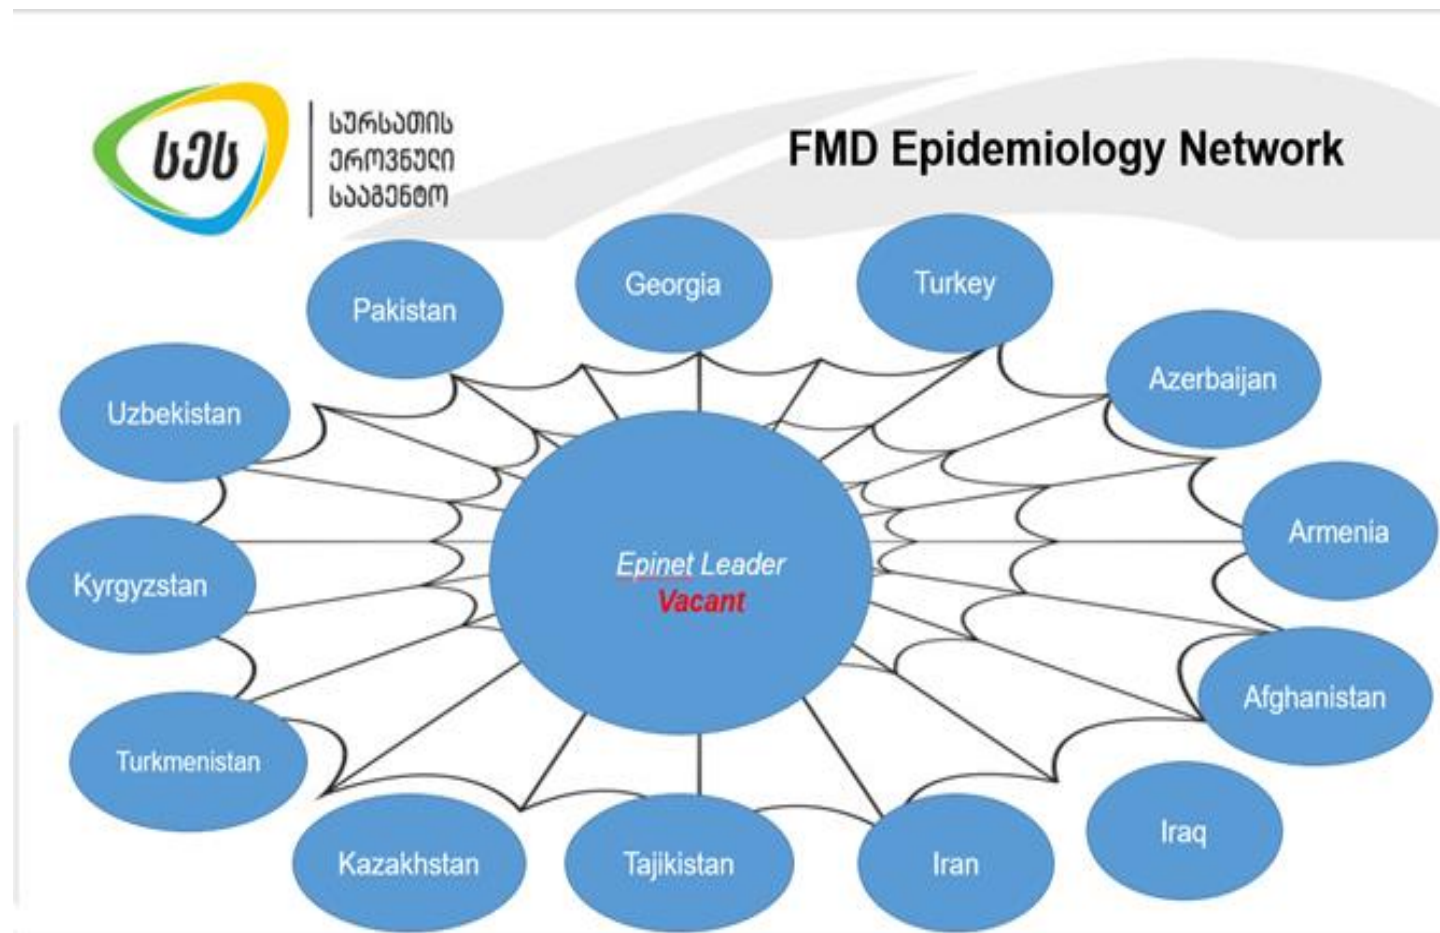 სეს
სურსათის
ეროვნული
სააგენტო
FMD Epidemiology Network
Georgia
Turkey
Pakistan
Azerbaijan
Uzbekistan
Armenia
Epinet Leader
Vacant
Kyrgyzstan
Afghanistan
Turkmenistan
Iraq
Kazakhstan
Tajikistan
Iran